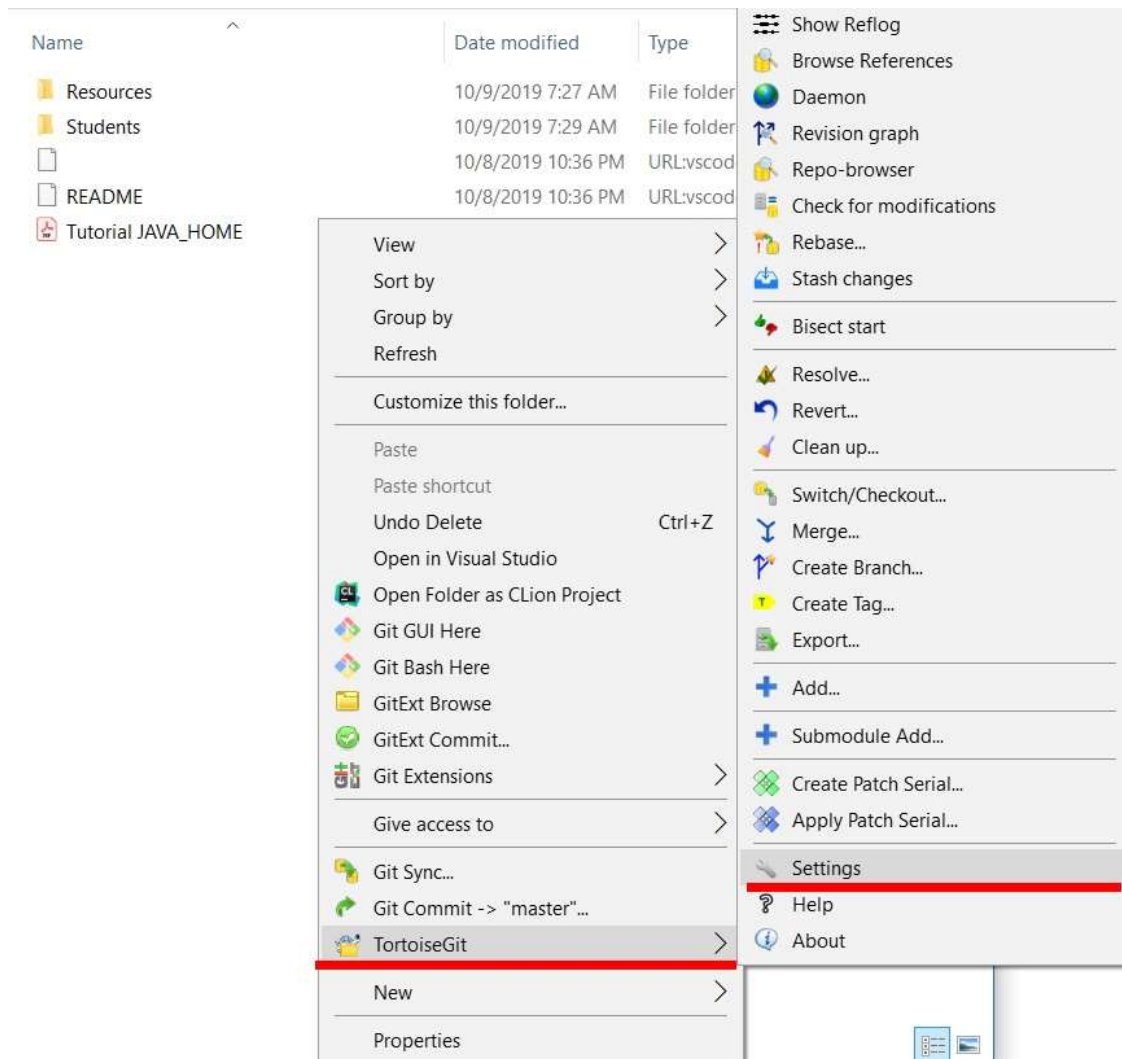 Name Date modified Type
Resources 10/9/2019 7:27 AM File folder
Students 10/9/2019 7:29 AM File folder
10/8/2019 10:36 PM URL:vscod
README 10/8/2019 10:36 PM URL:vscod
Tutorial JAVA_HOME
View
Sort by
Group by
Refresh
Customize this folder...
Paste
Paste shortcut
Undo Delete Ctrl+Z
Open in Visual Studio
Open Folder as CLion Project
Git GUI Here
Git Bash Here
GitExt Browse
GitExt Commit...
Git Extensions
Give access to
Git Sync...
Git Commit -> "master"...
TortoiseGit
New
Properties
Show Reflog
Browse References
Daemon
Revision graph
Repo-browser
Check for modifications
Rebase...
Stash changes
Bisect start
Resolve...
Revert...
Clean up...
Switch/Checkout...
Merge...
Create Branch...
Create Tag...
Export...
Add...
Submodule Add...
Create Patch Serial...
Apply Patch Serial...
Settings
Help
About